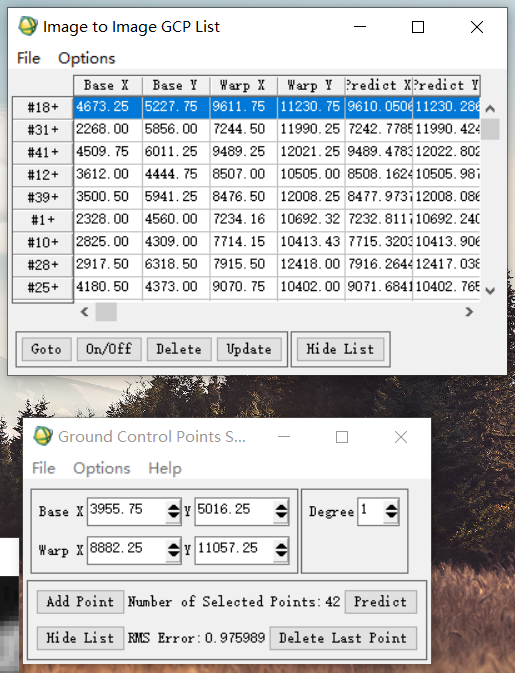 Image to Image GCP List
File Options
Base X Base Y Warp X Warp Y Predict X Predict Y
#18+ 4673.25 5227.75 9611.75 11230.75 9610.0506 11230.286
#31+ 2268.00 5856.00 7244.50 11990.25 7242.7785 11990.424
#41+ 4509.75 6011.25 9489.25 12021.25 9489.4783 12022.802
#12+ 3612.00 4444.75 8507.00 10505.00 8508.1624 10505.987
#39+ 3500.50 5941.25 8476.50 12008.25 8477.9737 12008.086
#1+ 2328.00 4560.00 7234.16 10692.32 7232.8117 10692.240
#10+ 2825.00 4309.00 7714.15 10413.43 7715.3203 10413.906
#28+ 2917.50 6318.50 7915.50 12418.00 7916.2644 12417.038
#25+ 4180.50 4373.00 9070.75 10402.00 9071.6841 10402.765
Goto On/Off Delete Update Hide List
Ground Control Points S...
File Options Help
Base X 3955.75 Y 5016.25 Degree 1
Warp X 8882.25 Y 11057.25
Add Point Number of Selected Points:42 Predict
Hide List RMS Error:0.975989 Delete Last Point